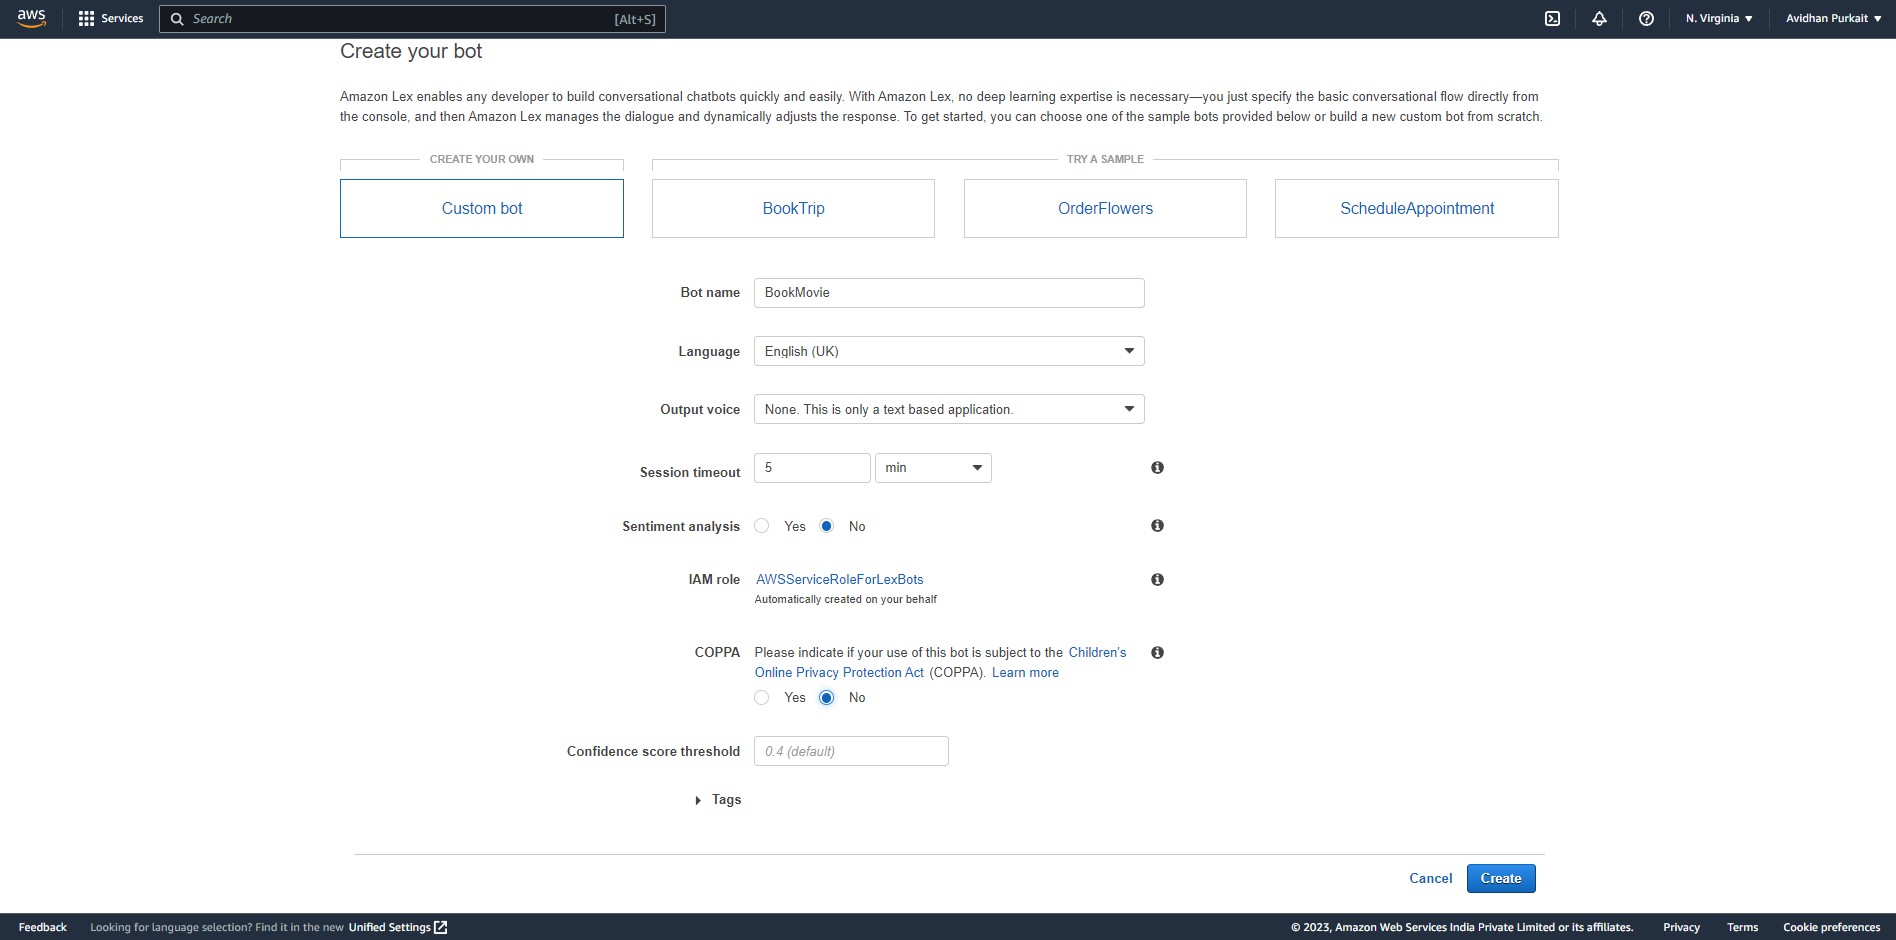 aws Services Search [Alt+S] N. Virginia Avidhan Purkait
Create your bot
Amazon Lex enables any developer to build conversational chatbots quickly and easily. With Amazon Lex, no deep learning expertise is necessary—you just specify the basic conversational flow directly from
the console, and then Amazon Lex manages the dialogue and dynamically adjusts the response. To get started, you can choose one of the sample bots provided below or build a new custom bot from scratch.
CREATE YOUR OWN TRY A SAMPLE
Custom bot BookTrip OrderFlowers ScheduleAppointment
Bot name BookMovie
Language English (UK)
Output voice None. This is only a text based application.
Session timeout 5 min
Sentiment analysis Yes No
IAM role AWSServiceRoleForLexBots
Automatically created on your behalf
COPPA Please indicate if your use of this bot is subject to the Children's
Online Privacy Protection Act (COPPA). Learn more
Yes No
Confidence score threshold 0.4 (default)
Tags
Cancel Create
Feedback Looking for language selection? Find it in the new Unified Settings © 2023, Amazon Web Services India Private Limited or its affiliates. Privacy Terms Cookie preferences